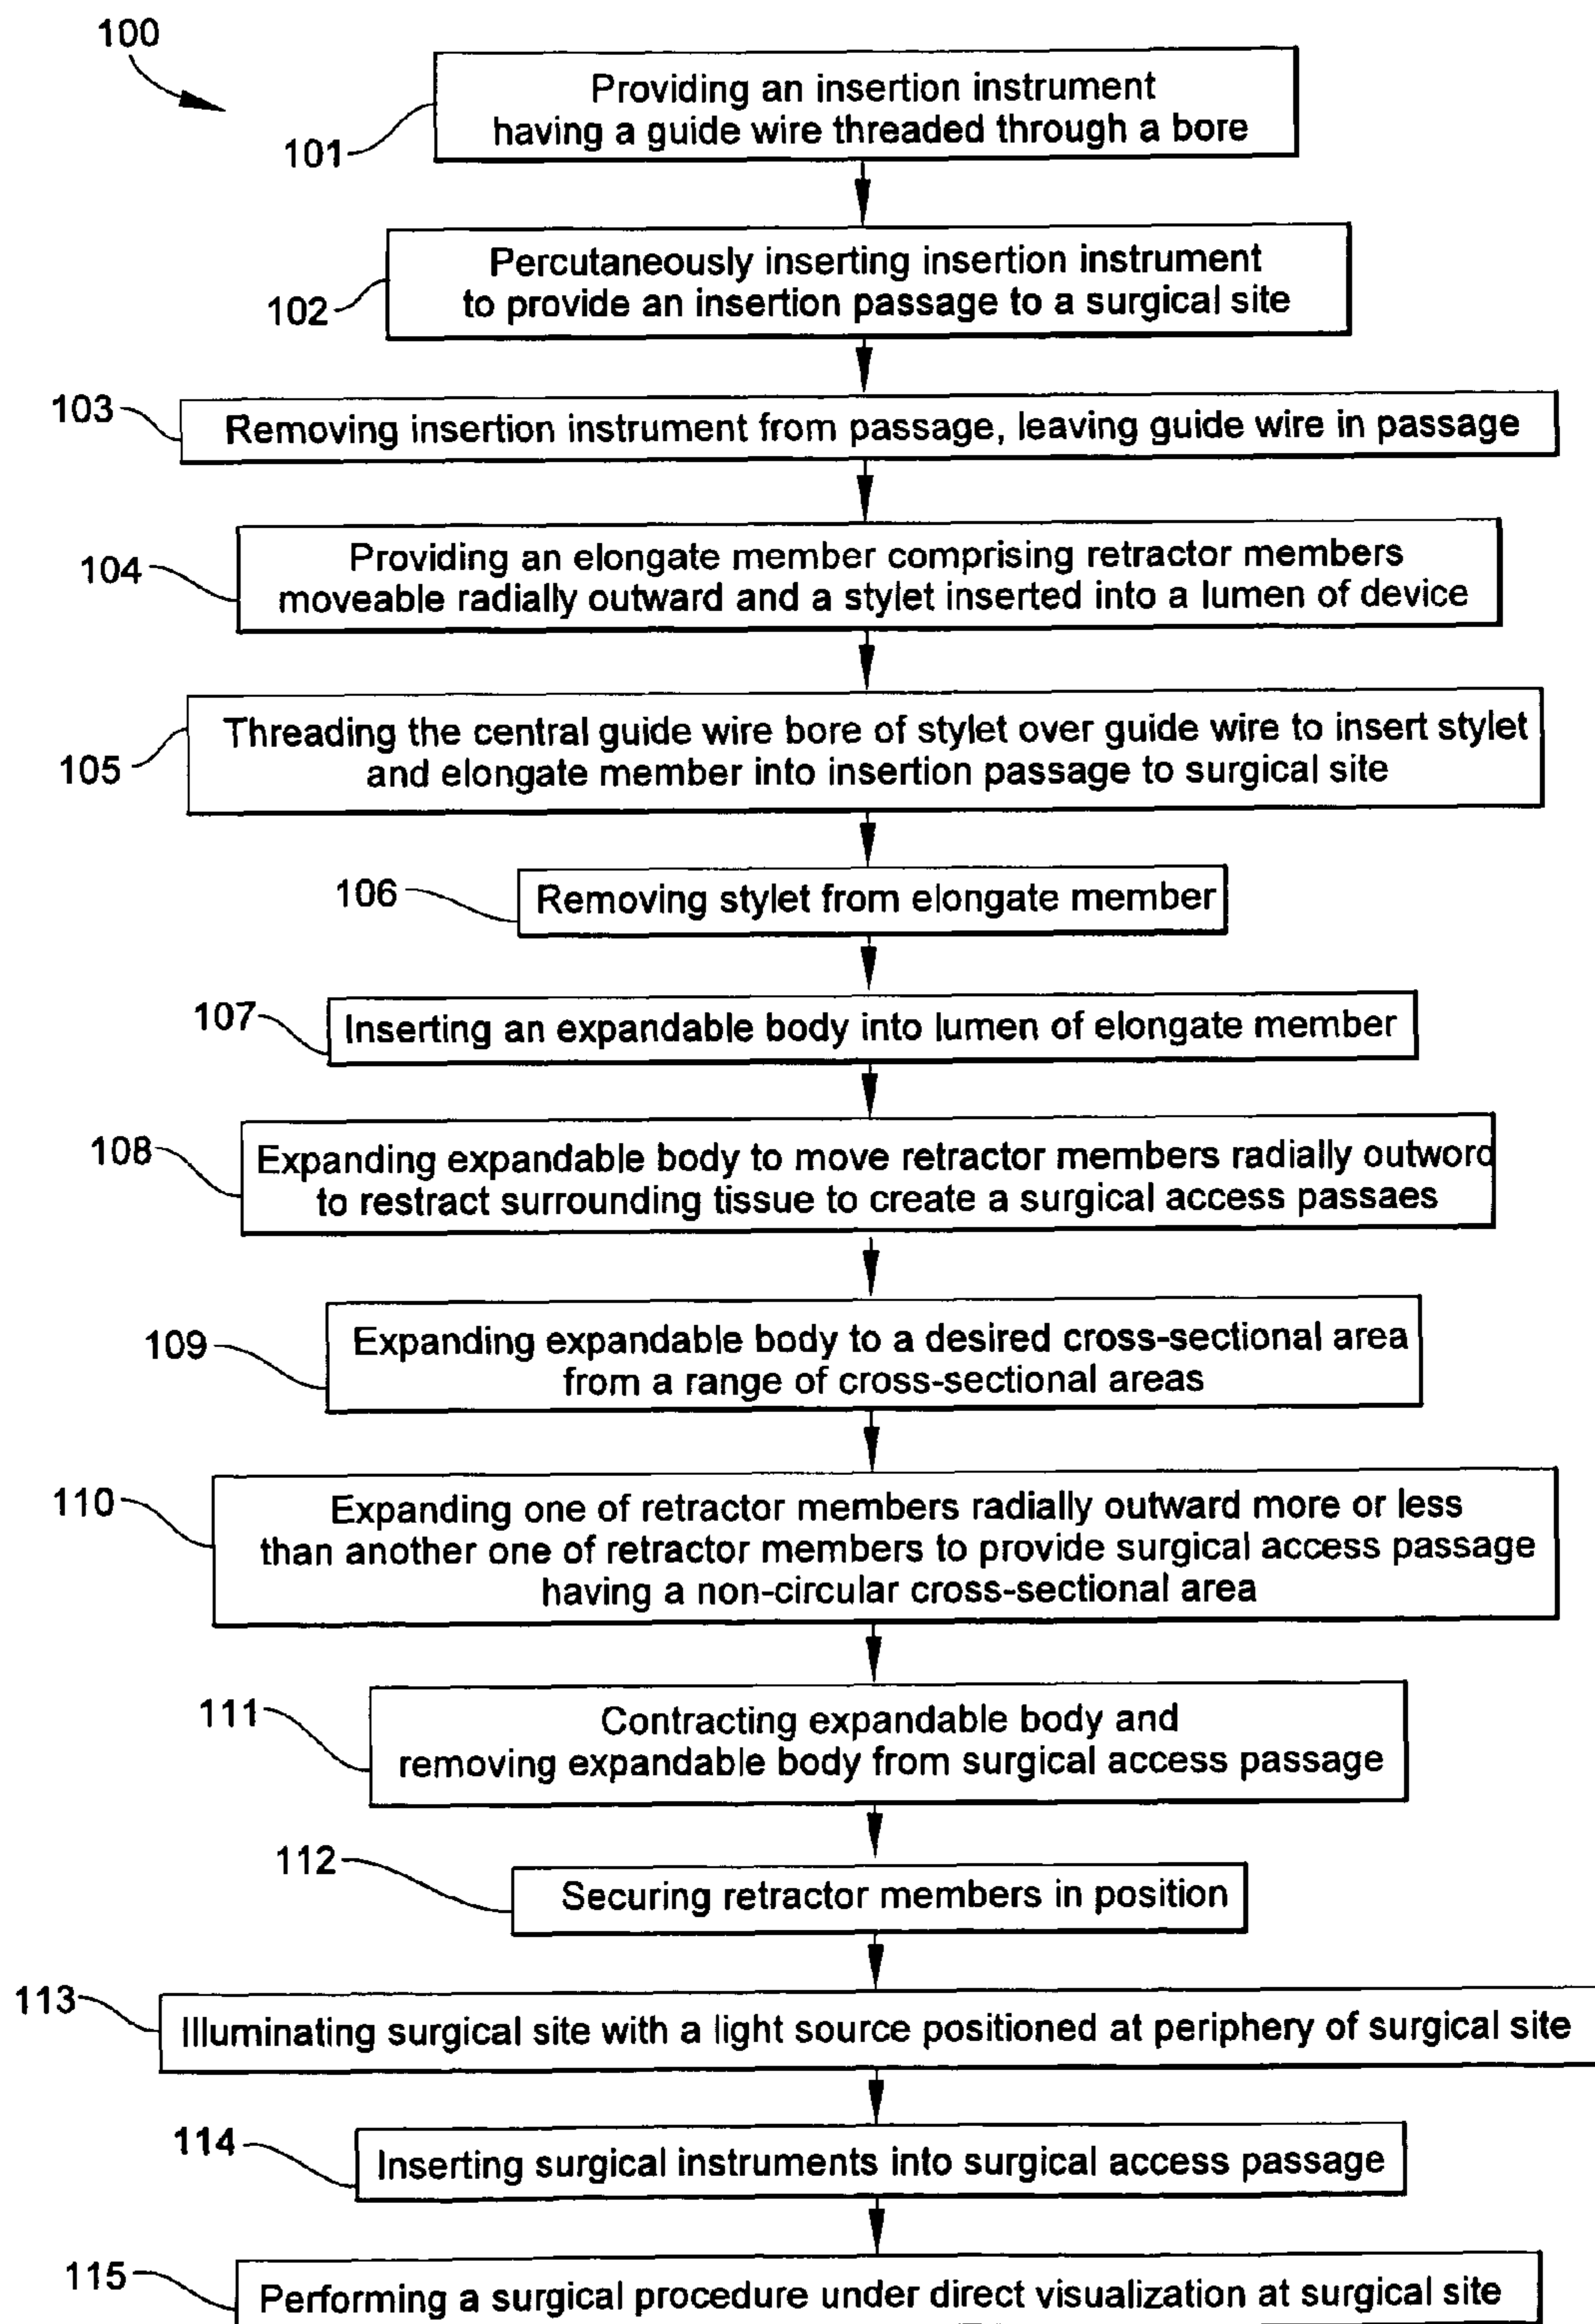 100
101
Providing an insertion instrument
having a guide wire threaded through a bore
102
Percutaneously inserting insertion instrument
to provide an insertion passage to a surgical site
103
Removing insertion instrument from passage, leaving guide wire in passage
104
Providing an elongate member comprising retractor members
moveable radially outward and a stylet inserted into a lumen of device
105
Threading the central guide wire bore of stylet over guide wire to insert stylet
and elongate member into insertion passage to surgical site
106
Removing stylet from elongate member
107
Inserting an expandable body into lumen of elongate member
108
Expanding expandable body to move retractor members radially outword
to restract surrounding tissue to create a surgical access passaes
109
Expanding expandable body to a desired cross-sectional area
from a range of cross-sectional areas
110
Expanding one of retractor members radially outward more or less
than another one of retractor members to provide surgical access passage
having a non-circular cross-sectional area
111
Contracting expandable body and
removing expandable body from surgical access passage
112
Securing retractor members in position
113
Illuminating surgical site with a light source positioned at periphery of surgical site
114
Inserting surgical instruments into surgical access passage
115
Performing a surgical procedure under direct visualization at surgical site